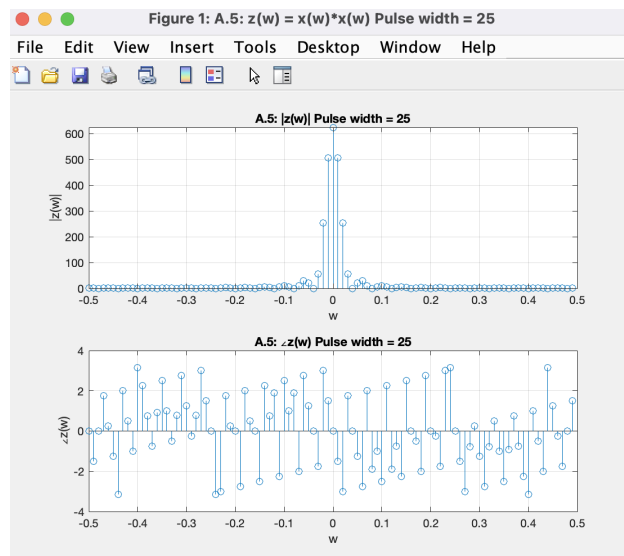 Figure 1: A.5: z(w) = x(w)*x(w) Pulse width = 25
File Edit View Insert Tools Desktop Window Help
A.5: |z(w)| Pulse width = 25
600
500
400
300
200
100
0
|z(w)|
-0.5 -0.4 -0.3 -0.2 -0.1 0 0.1 0.2 0.3 0.4 0.5
w
A.5: ∠z(w) Pulse width = 25
4
2
0
-2
-4
∠z(w)
-0.5 -0.4 -0.3 -0.2 -0.1 0 0.1 0.2 0.3 0.4 0.5
w